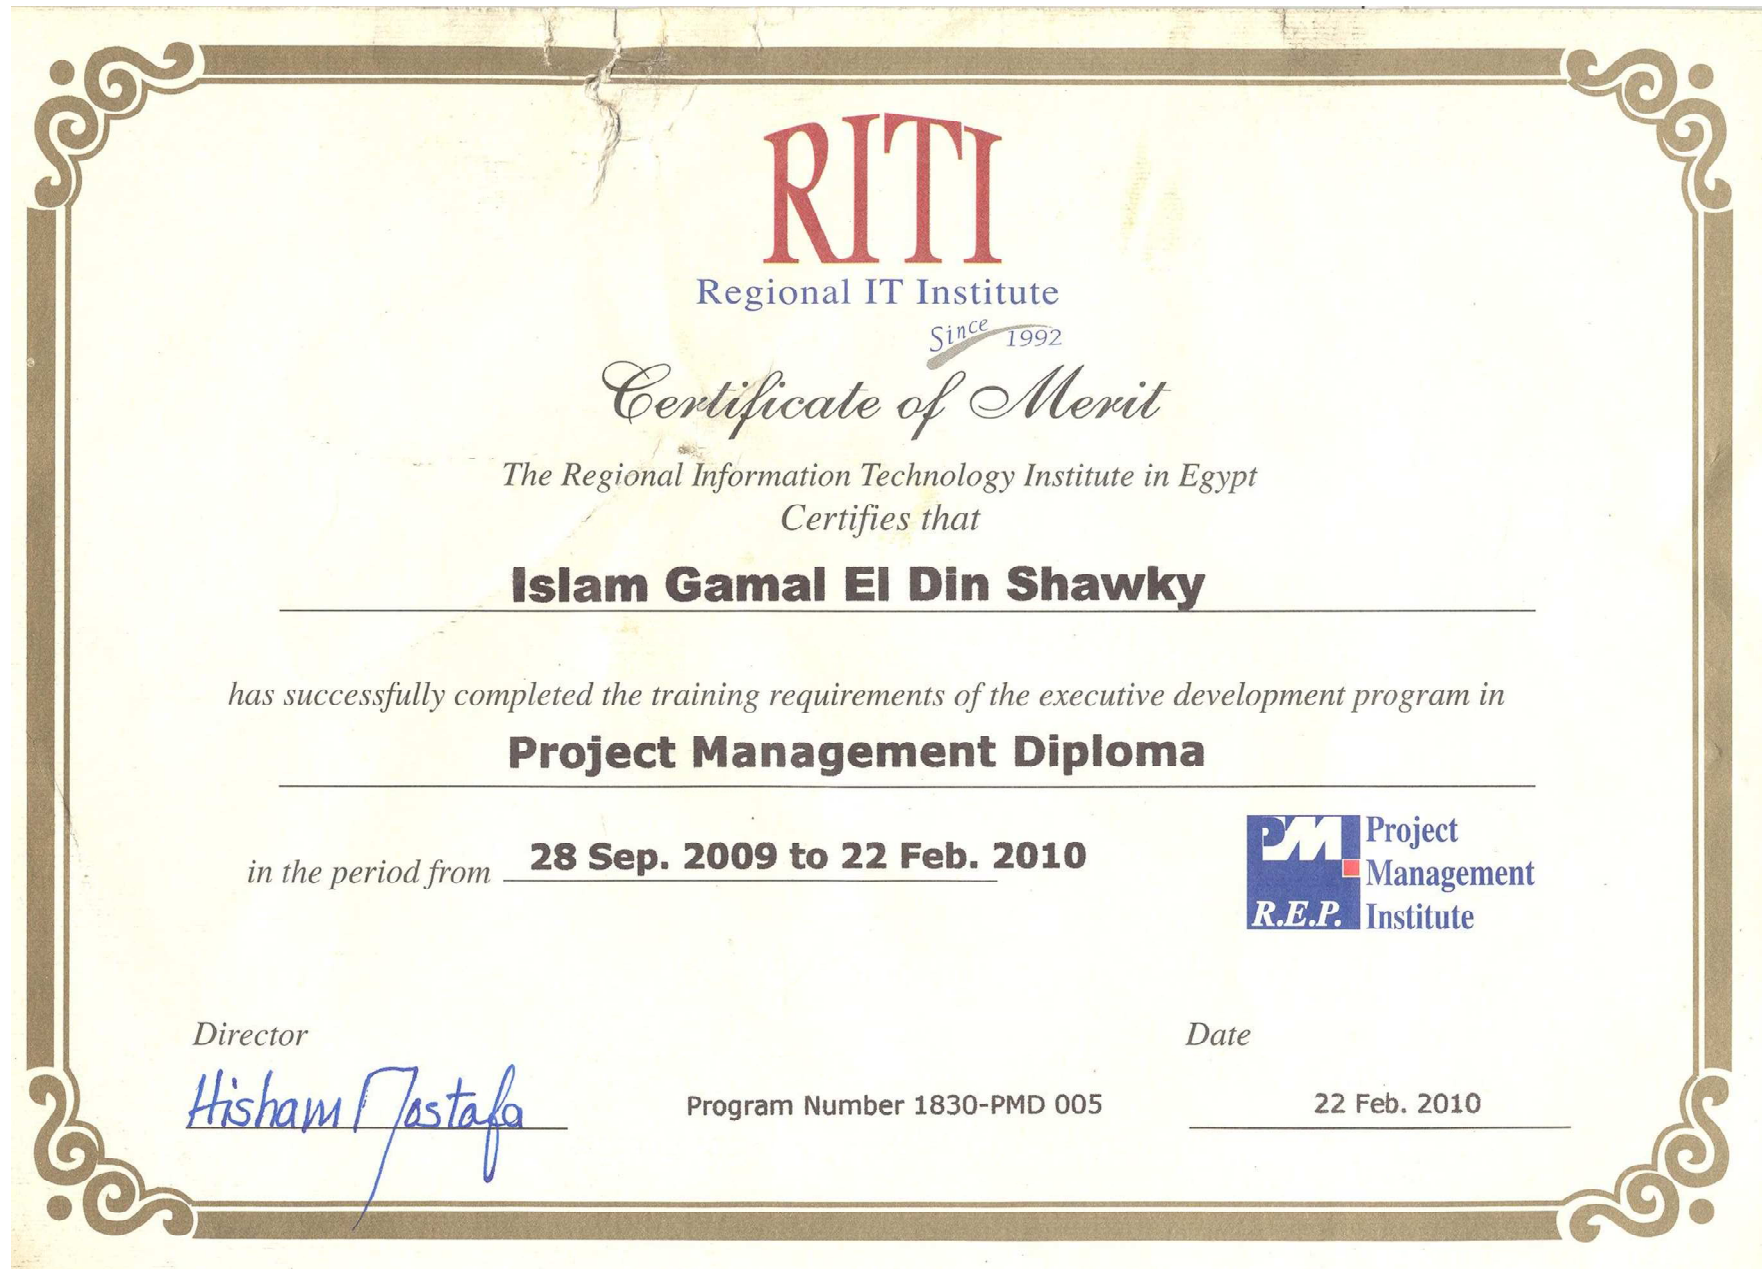 RITI
Regional IT Institute
Since 1992
Certificate of Merit
The Regional Information Technology Institute in Egypt
Certifies that
Islam Gamal El Din Shawky
has successfully completed the training requirements of the executive development program in
Project Management Diploma
in the period from 28 Sep. 2009 to 22 Feb. 2010
PM Project
Management
R.E.P. Institute
Director
Date
Hisham Mostafa
Program Number 1830-PMD 005
22 Feb. 2010